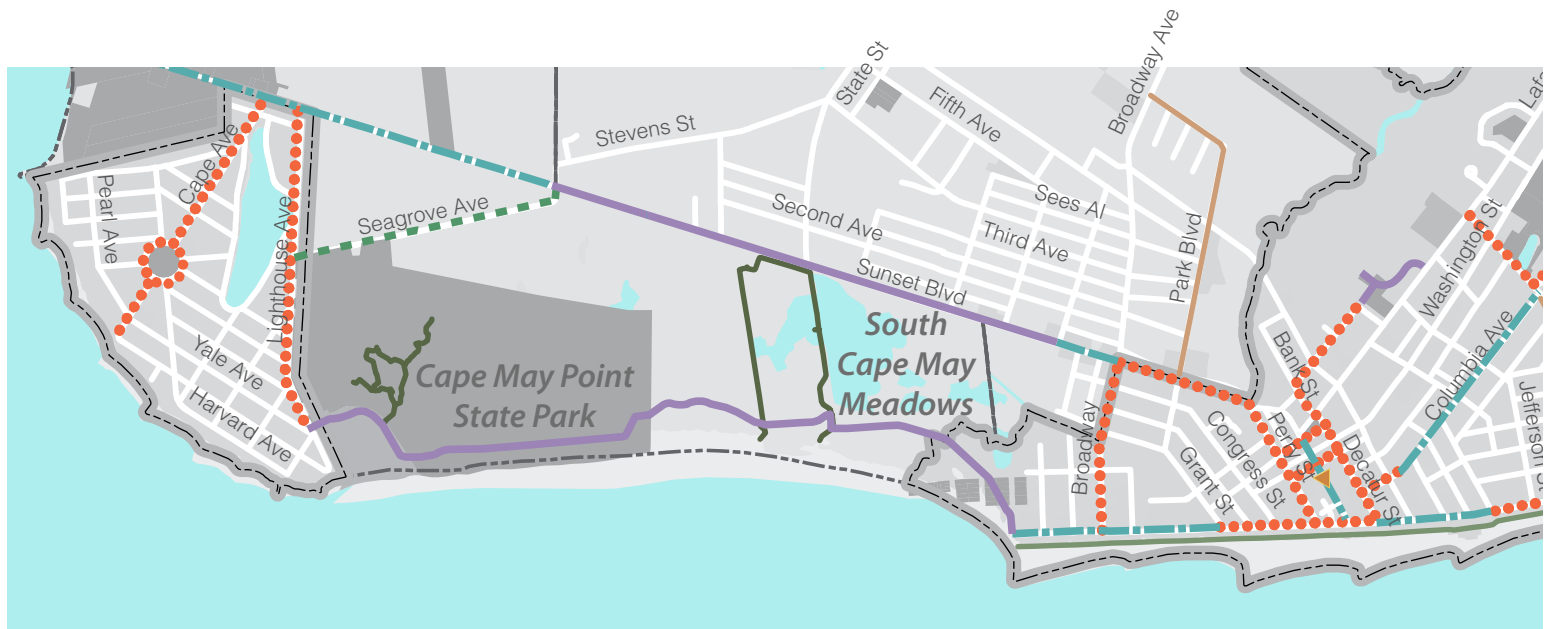 State St
Broadway Ave
Fifth Ave
Stevens St
Cape Ave
Pearl Ave
Seagrove Ave
Lighthouse Ave
Second Ave
Sees Al
Third Ave
Sunset Blvd
Park Blvd
Washington St
Yale Ave
Harvard Ave
Cape May Point
State Park
South
Cape May
Meadows
Bank St
Columbia Ave
Jefferson St
Broadway
Grant St
Congress St
Perry St
Decatur St